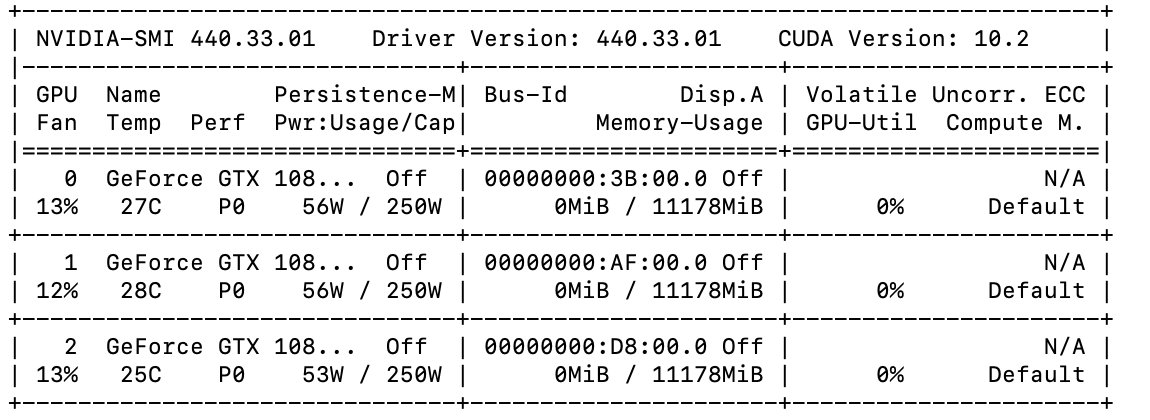 +-----------------------------------------------------------------------------+
| NVIDIA-SMI 440.33.01    Driver Version: 440.33.01    CUDA Version: 10.2     |
|-------------------------------+----------------------+----------------------+
| GPU  Name        Persistence-M| Bus-Id        Disp.A | Volatile Uncorr. ECC |
| Fan  Temp  Perf  Pwr:Usage/Cap|         Memory-Usage | GPU-Util  Compute M. |
|===============================+======================+======================|
|   0  GeForce GTX 108...  Off  | 00000000:3B:00.0 Off |                  N/A |
| 13%   27C    P0    56W / 250W |      0MiB / 11178MiB |      0%      Default |
+-------------------------------+----------------------+----------------------+
|   1  GeForce GTX 108...  Off  | 00000000:AF:00.0 Off |                  N/A |
| 12%   28C    P0    56W / 250W |      0MiB / 11178MiB |      0%      Default |
+-------------------------------+----------------------+----------------------+
|   2  GeForce GTX 108...  Off  | 00000000:D8:00.0 Off |                  N/A |
| 13%   25C    P0    53W / 250W |      0MiB / 11178MiB |      0%      Default |
+-------------------------------+----------------------+----------------------+